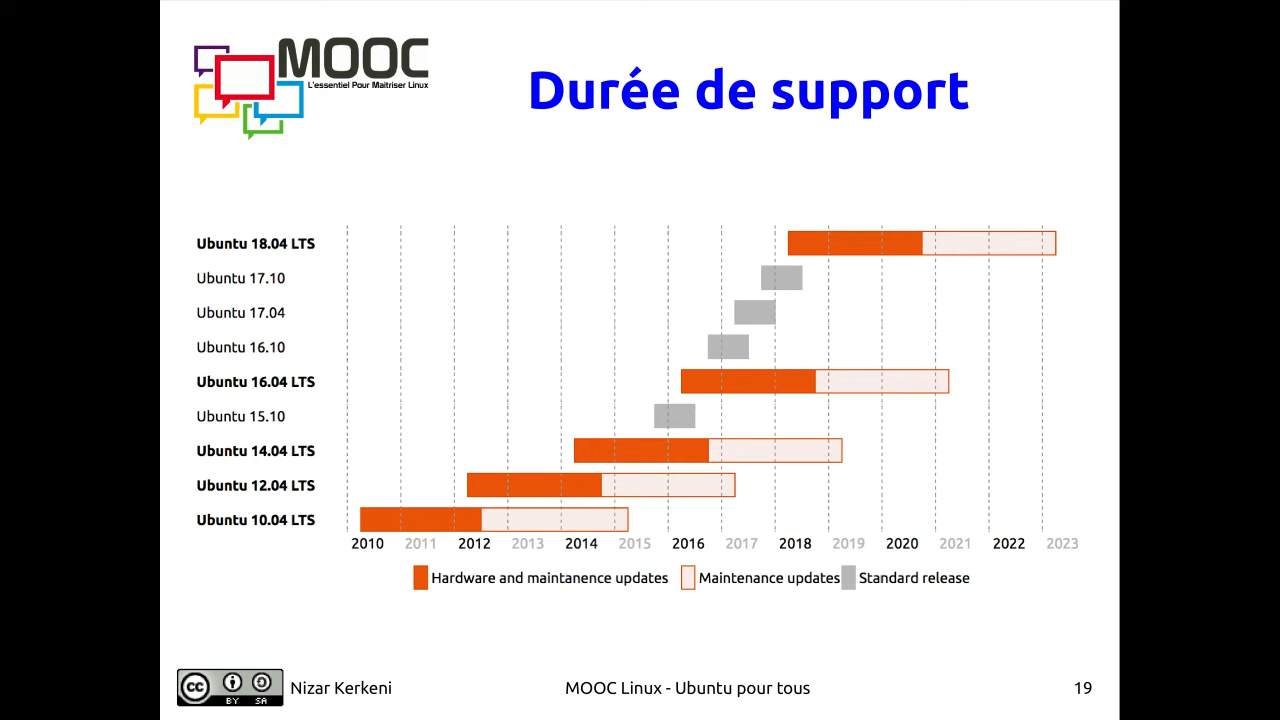 MOOC
L'essentiel Pour Maitriser Linux
Durée de support
Ubuntu 18.04 LTS
Ubuntu 17.10
Ubuntu 17.04
Ubuntu 16.10
Ubuntu 16.04 LTS
Ubuntu 15.10
Ubuntu 14.04 LTS
Ubuntu 12.04 LTS
Ubuntu 10.04 LTS
2010 2011 2012 2013 2014 2015 2016 2017 2018 2019 2020 2021 2022 2023
Hardware and maintanence updates Maintenance updates Standard release
cc BY SA Nizar Kerkeni MOOC Linux - Ubuntu pour tous 19